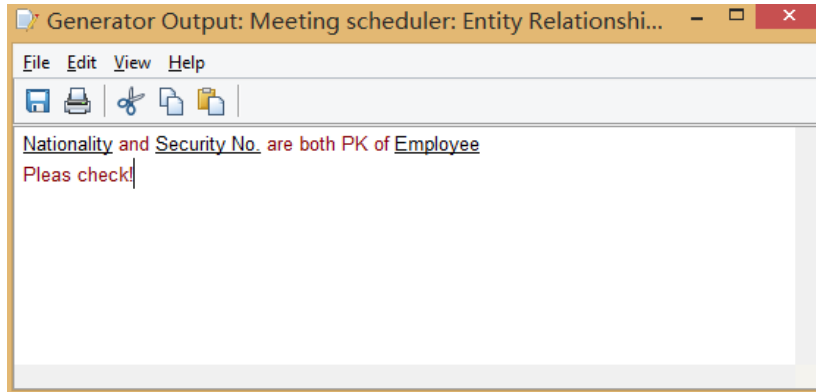 Generator Output: Meeting scheduler: Entity Relationshi...
File Edit View Help
Nationality and Security No. are both PK of Employee
Pleas check!